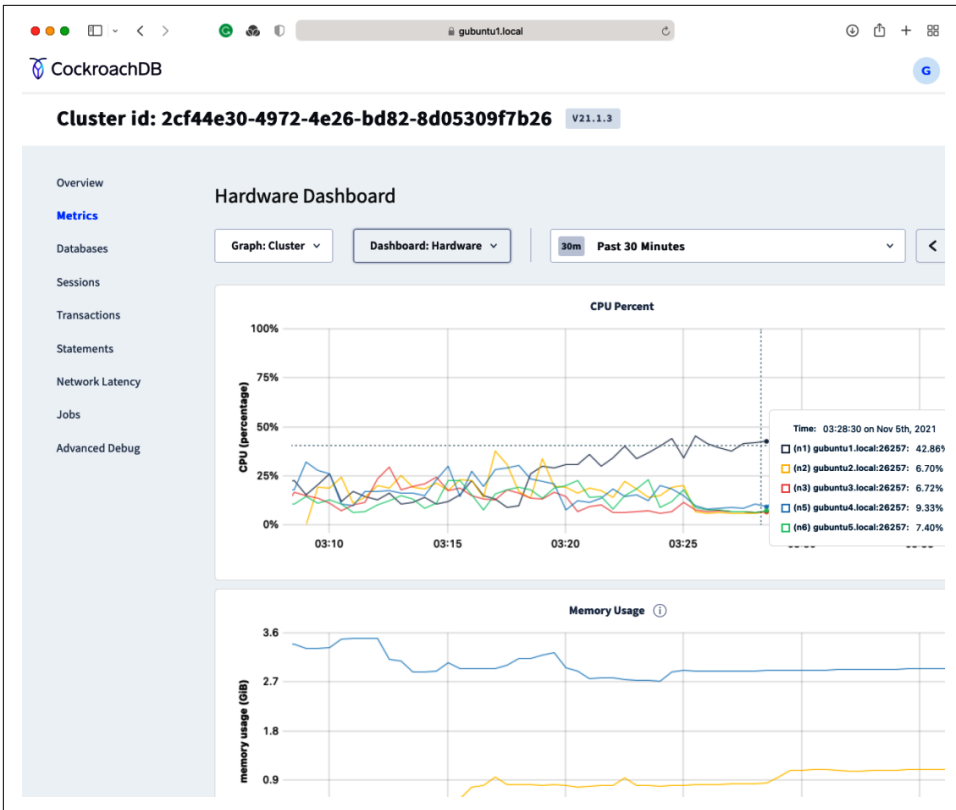 gubuntu1.local
CockroachDB
G
Cluster id: 2cf44e30-4972-4e26-bd82-8d05309f7b26 V21.1.3
Overview
Metrics
Databases
Sessions
Transactions
Statements
Network Latency
Jobs
Advanced Debug
Hardware Dashboard
Graph: Cluster Dashboard: Hardware 30m Past 30 Minutes
CPU Percent
CPU (percentage)
100%
75%
50%
25%
0%
03:10 03:15 03:20 03:25
Time: 03:28:30 on Nov 5th, 2021
(n1) gubuntu1.local:26257: 42.86%
(n2) gubuntu2.local:26257: 6.70%
(n3) gubuntu3.local:26257: 6.72%
(n5) gubuntu4.local:26257: 9.33%
(n6) gubuntu5.local:26257: 7.40%
Memory Usage
memory usage (GiB)
3.6
2.7
1.8
0.9